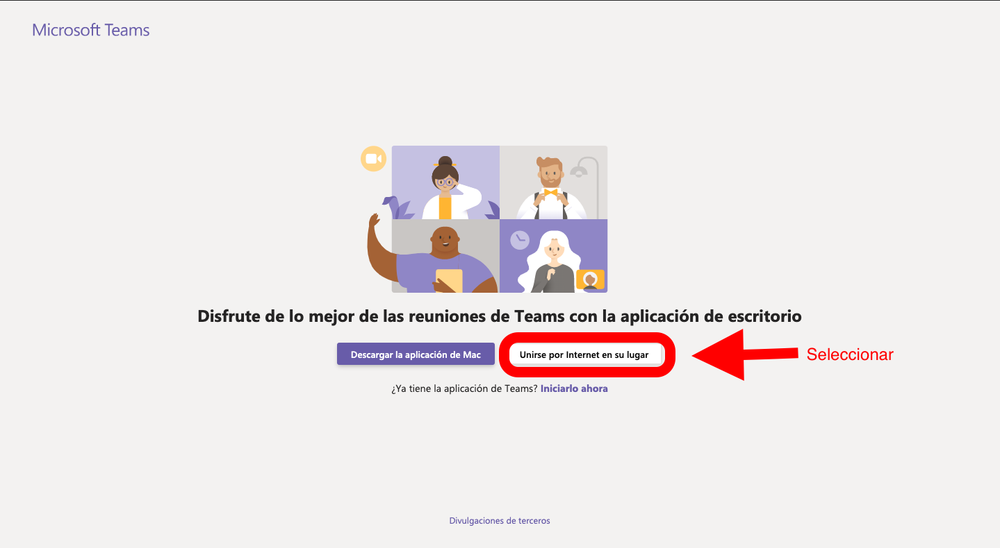 Microsoft Teams
Disfrute de lo mejor de las reuniones de Teams con la aplicación de escritorio
Descargar la aplicación de Mac
Unirse por Internet en su lugar
Seleccionar
¿Ya tiene la aplicación de Teams? Iniciarlo ahora
Divulgaciones de terceros